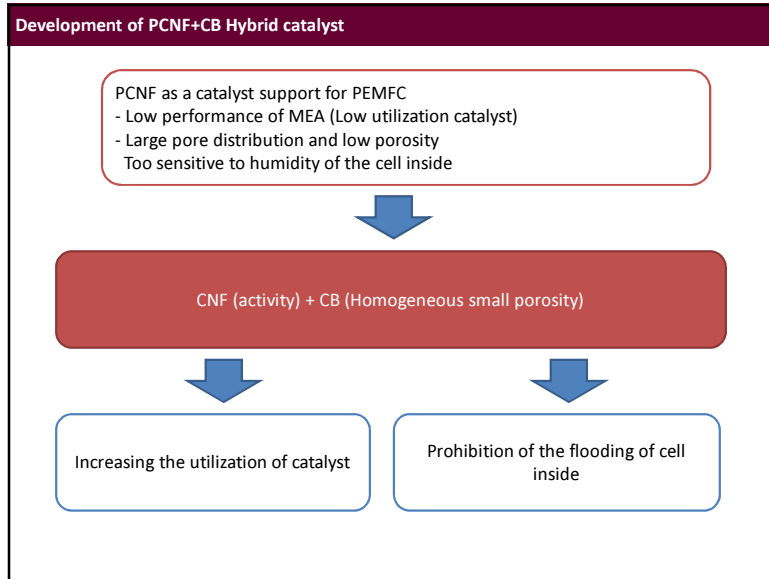 Development of PCNF+CB Hybrid catalyst
PCNF as a catalyst support for PEMFC
- Low performance of MEA (Low utilization catalyst)
- Large pore distribution and low porosity
Too sensitive to humidity of the cell inside
CNF (activity) + CB (Homogeneous small porosity)
Increasing the utilization of catalyst
Prohibition of the flooding of cell
inside